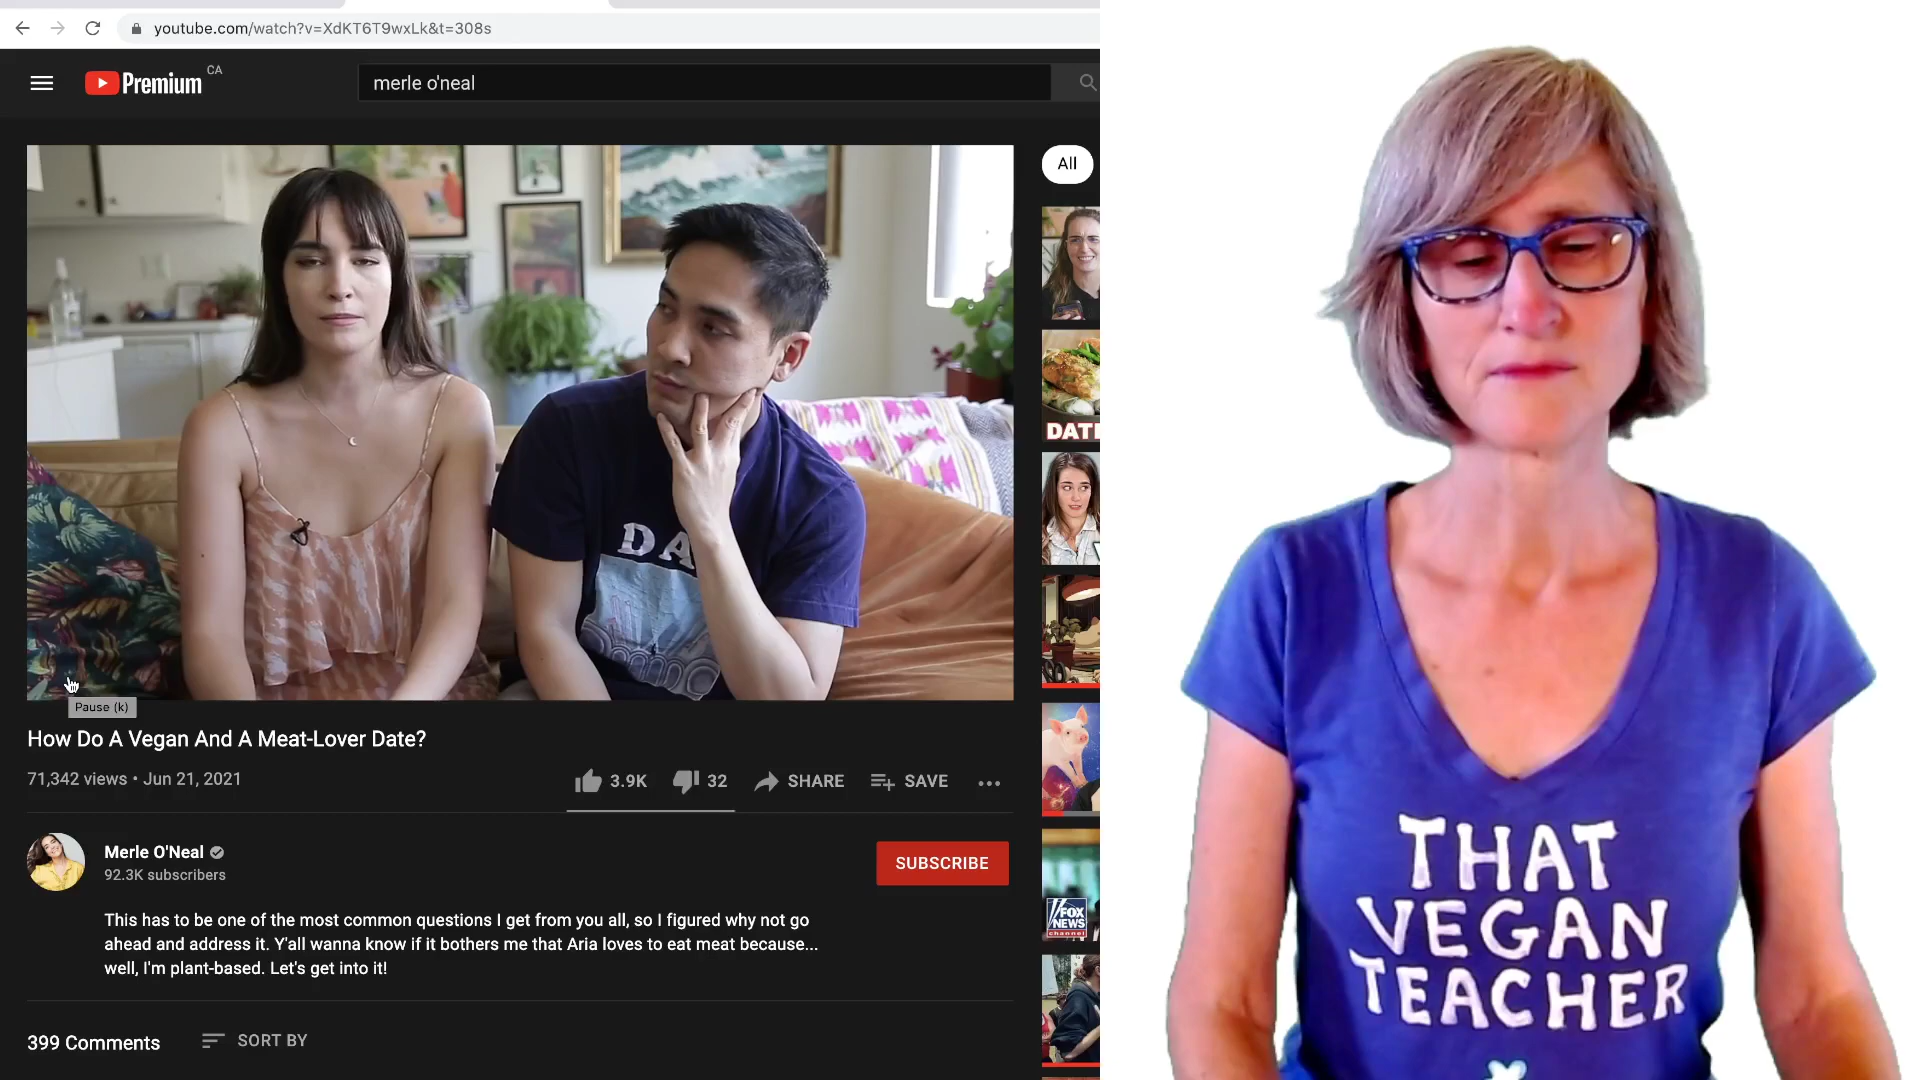 youtube.com/watch?v=XdKT6T9wxLk&t=308s
Premium CA
merle o'neal
All
DA
DATE
Pause (k)
How Do A Vegan And A Meat-Lover Date?
71,342 views • Jun 21, 2021
3.9K
32
SHARE
SAVE
Merle O'Neal
92.3K subscribers
SUBSCRIBE
This has to be one of the most common questions I get from you all, so I figured why not go
ahead and address it. Y'all wanna know if it bothers me that Aria loves to eat meat because...
well, I'm plant-based. Let's get into it!
FOX
NEWS
channel
399 Comments
SORT BY
THAT
VEGAN
TEACHER